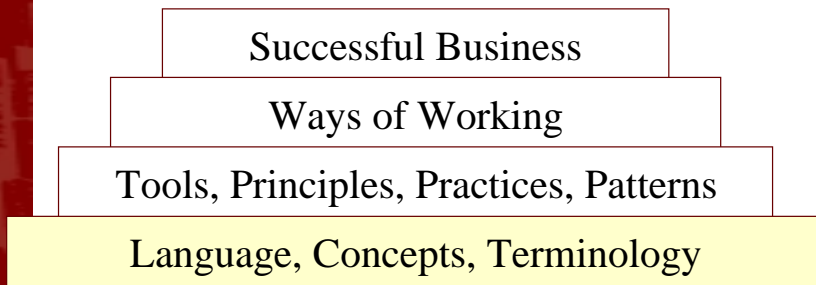 Successful Business
Ways of Working
Tools, Principles, Practices, Patterns
Language, Concepts, Terminology